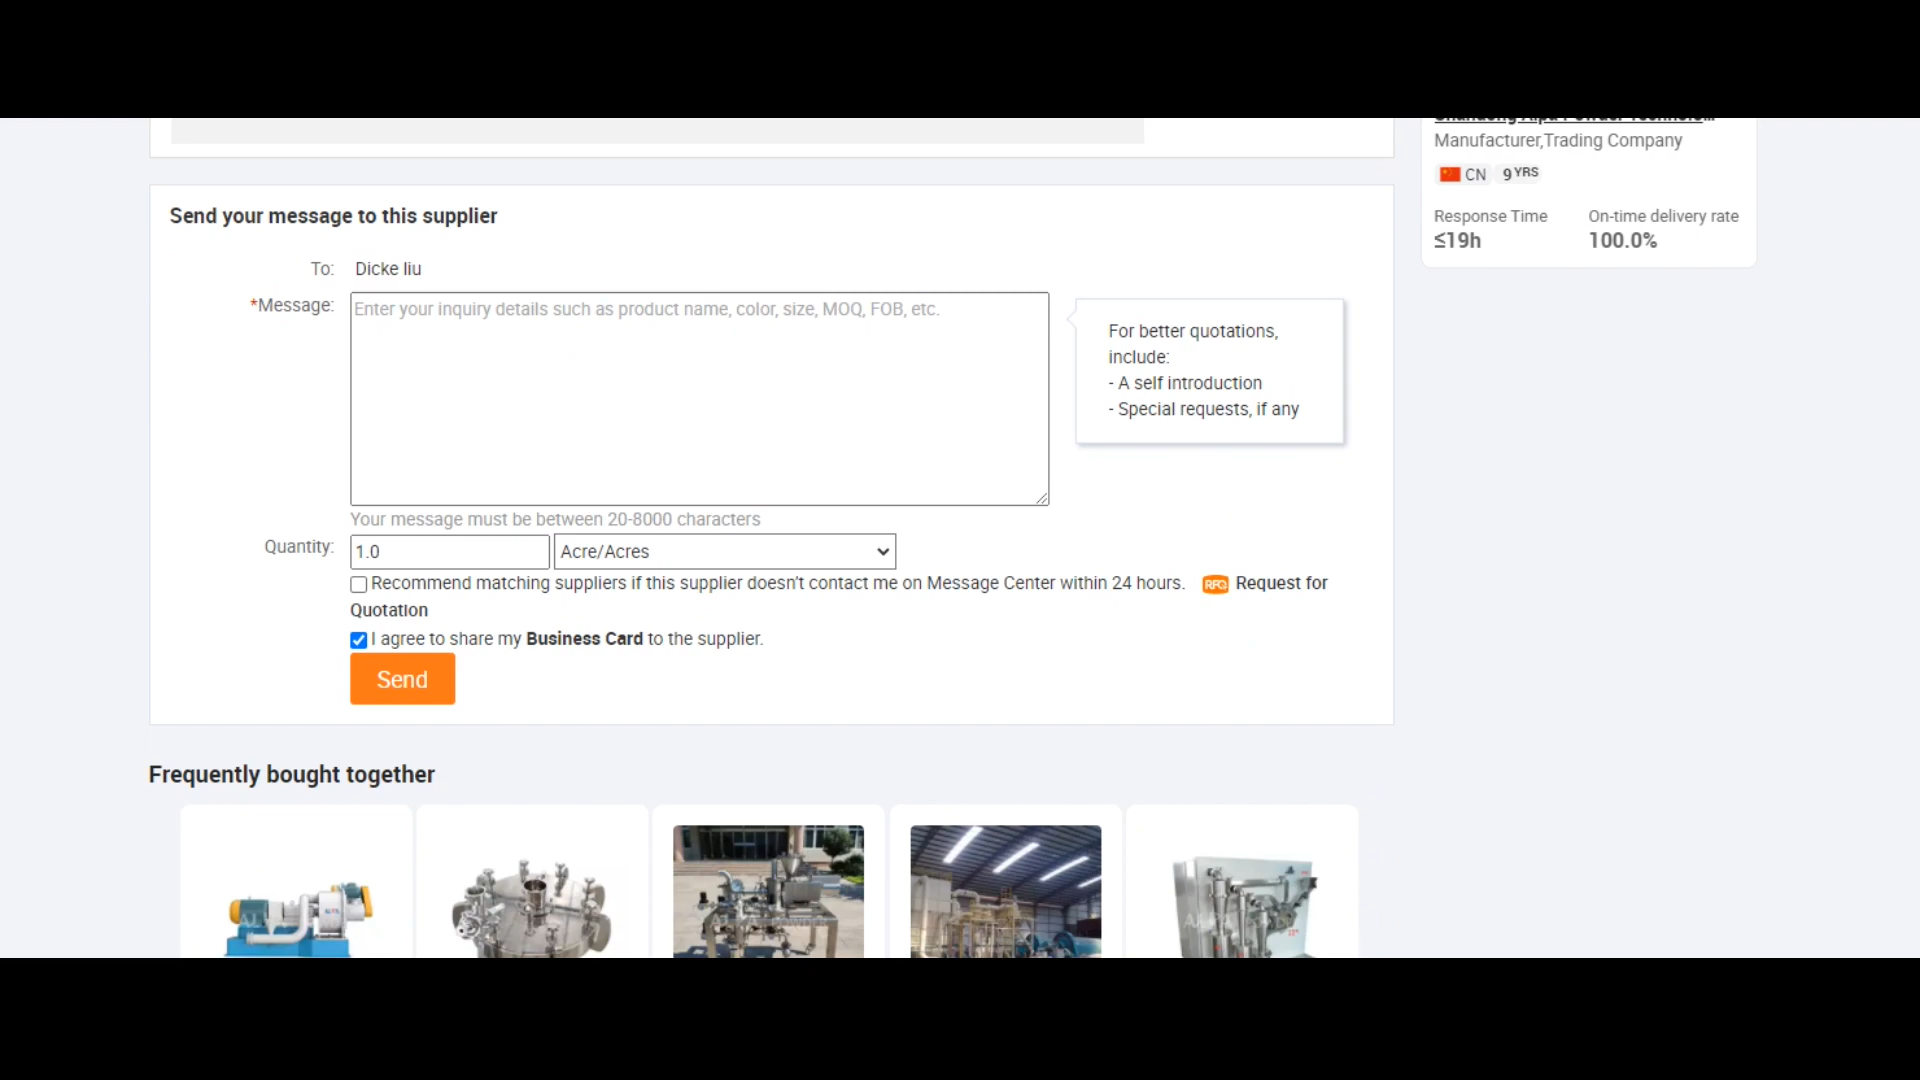 Manufacturer,Trading Company
CN 9 YRS
Response Time On-time delivery rate
≤19h 100.0%
Send your message to this supplier
To: Dicke liu
*Message: Enter your inquiry details such as product name, color, size, MOQ, FOB, etc.
For better quotations,
include:
- A self introduction
- Special requests, if any
Your message must be between 20-8000 characters
Quantity: 1.0 Acre/Acres
Recommend matching suppliers if this supplier doesn't contact me on Message Center within 24 hours. RFQ Request for
Quotation
I agree to share my Business Card to the supplier.
Send
Frequently bought together